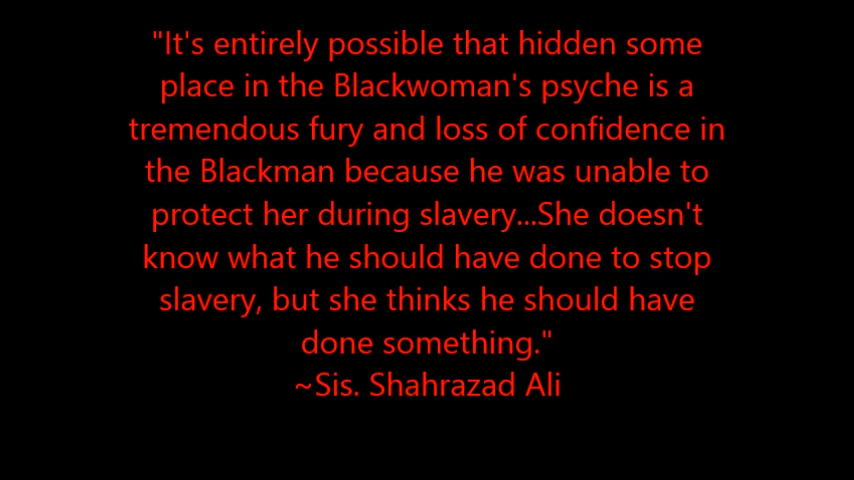 "It's entirely possible that hidden some
place in the Blackwoman's psyche is a
tremendous fury and loss of confidence in
the Blackman because he was unable to
protect her during slavery...She doesn't
know what he should have done to stop
slavery, but she thinks he should have
done something."
~Sis. Shahrazad Ali